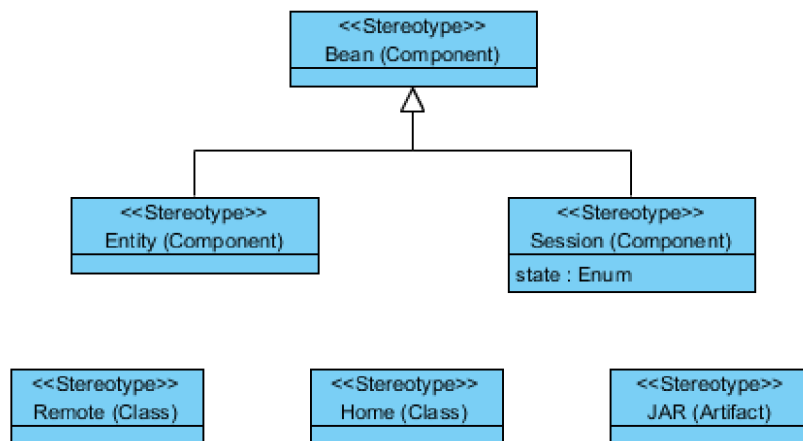 <<Stereotype>>
Bean (Component)
<<Stereotype>>
Entity (Component)
<<Stereotype>>
Session (Component)
state : Enum
<<Stereotype>>
Remote (Class)
<<Stereotype>>
Home (Class)
<<Stereotype>>
JAR (Artifact)